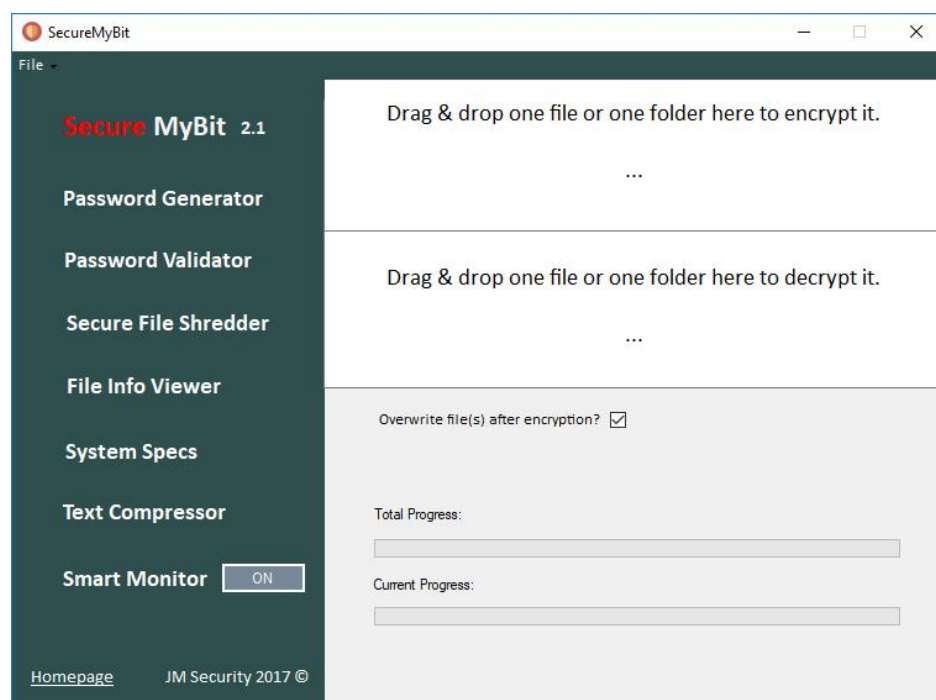 SecureMyBit
File
Secure MyBit 2.1
Password Generator
Password Validator
Secure File Shredder
File Info Viewer
System Specs
Text Compressor
Smart Monitor ON
Homepage JM Security 2017 ©
Drag & drop one file or one folder here to encrypt it.
...
Drag & drop one file or one folder here to decrypt it.
...
Overwrite file(s) after encryption?
Total Progress:
Current Progress: